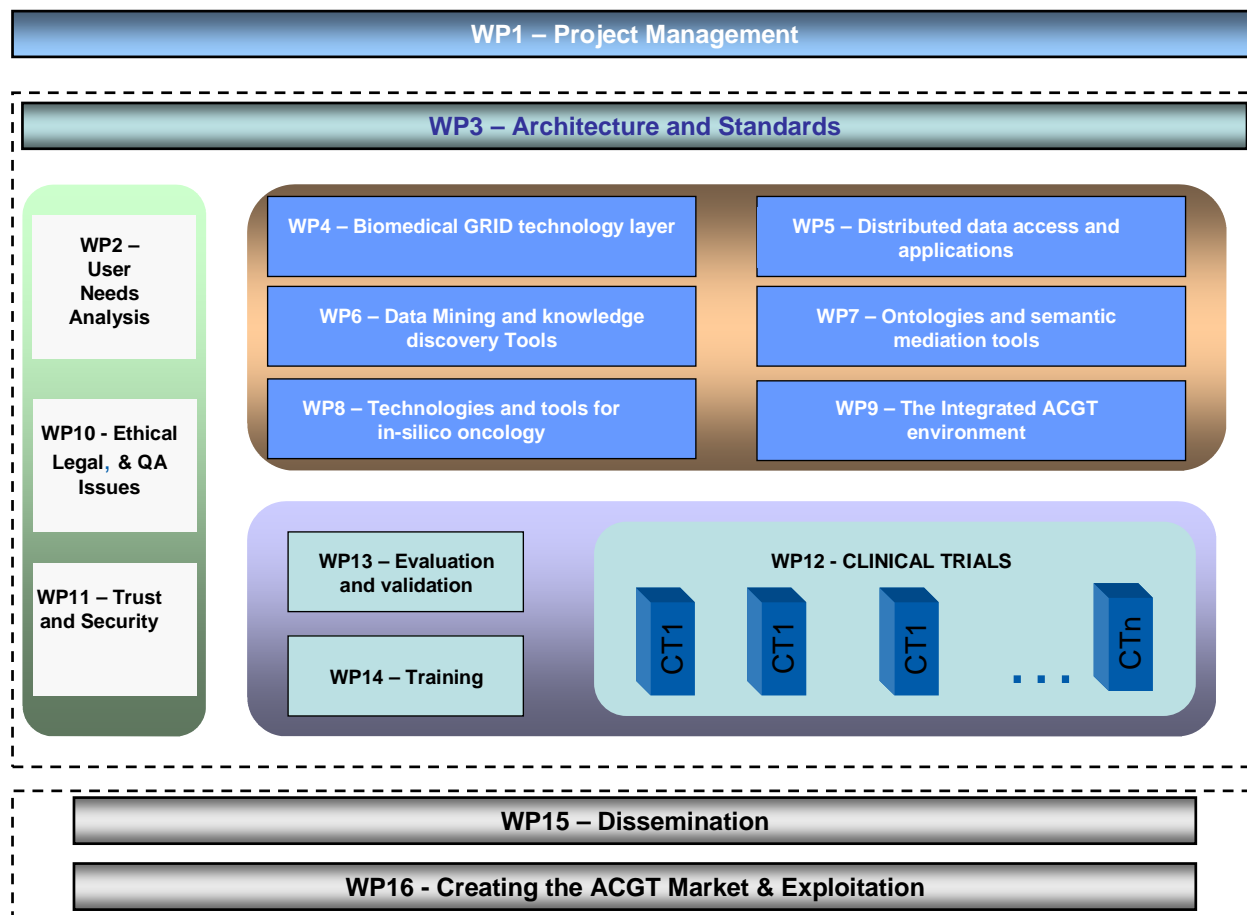 WP1 – Project Management
WP3 – Architecture and Standards
WP2 –
User
Needs
Analysis
WP10 - Ethical
Legal, & QA
Issues
WP11 – Trust
and Security
WP4 – Biomedical GRID technology layer
WP5 – Distributed data access and
applications
WP6 – Data Mining and knowledge
discovery Tools
WP7 – Ontologies and semantic
mediation tools
WP8 – Technologies and tools for
in-silico oncology
WP9 – The Integrated ACGT
environment
WP13 – Evaluation
and validation
WP14 – Training
WP12 - CLINICAL TRIALS
CT1
CT1
CT1
. . .
CTn
WP15 – Dissemination
WP16 - Creating the ACGT Market & Exploitation